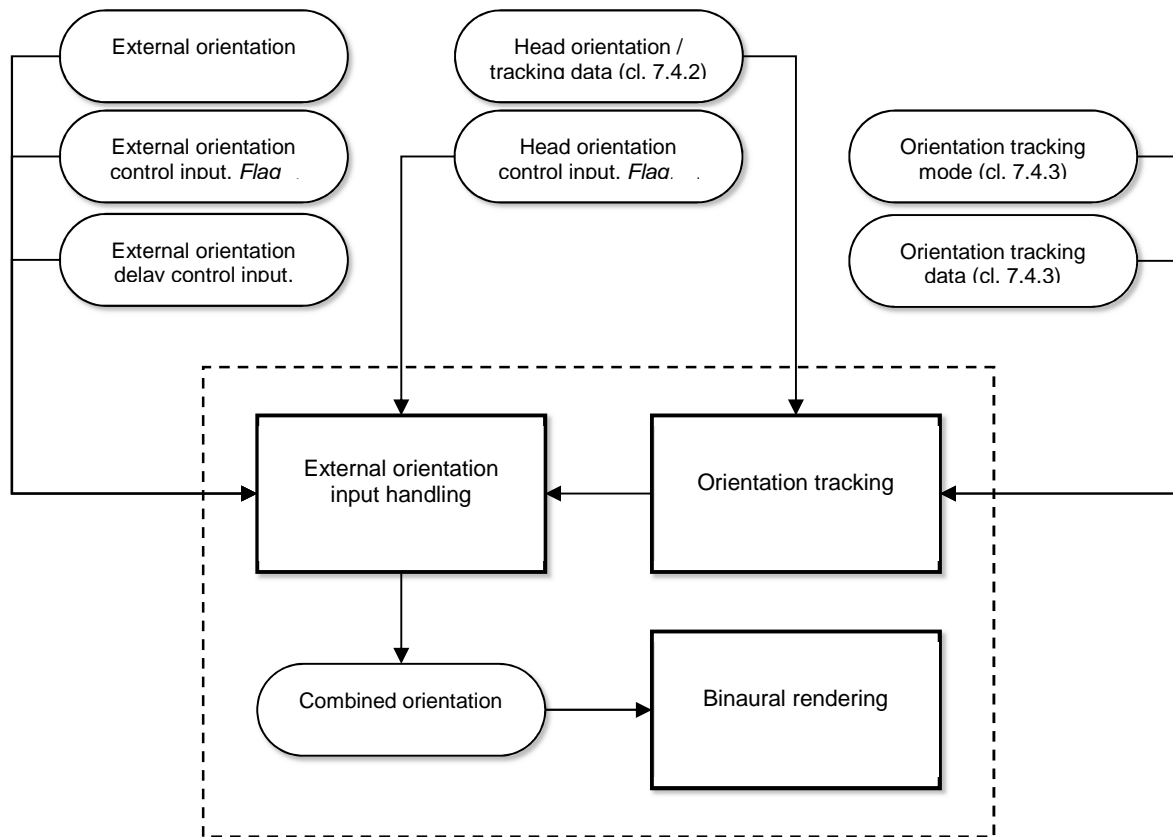 External orientation
Head orientation /
tracking data (cl. 7.4.2)
External orientation
control input, Flag
Head orientation
control input, Flag
Orientation tracking
mode (cl. 7.4.3)
External orientation
delay control input,
Orientation tracking
data (cl. 7.4.3)
External orientation
input handling
Orientation tracking
Combined orientation
Binaural rendering